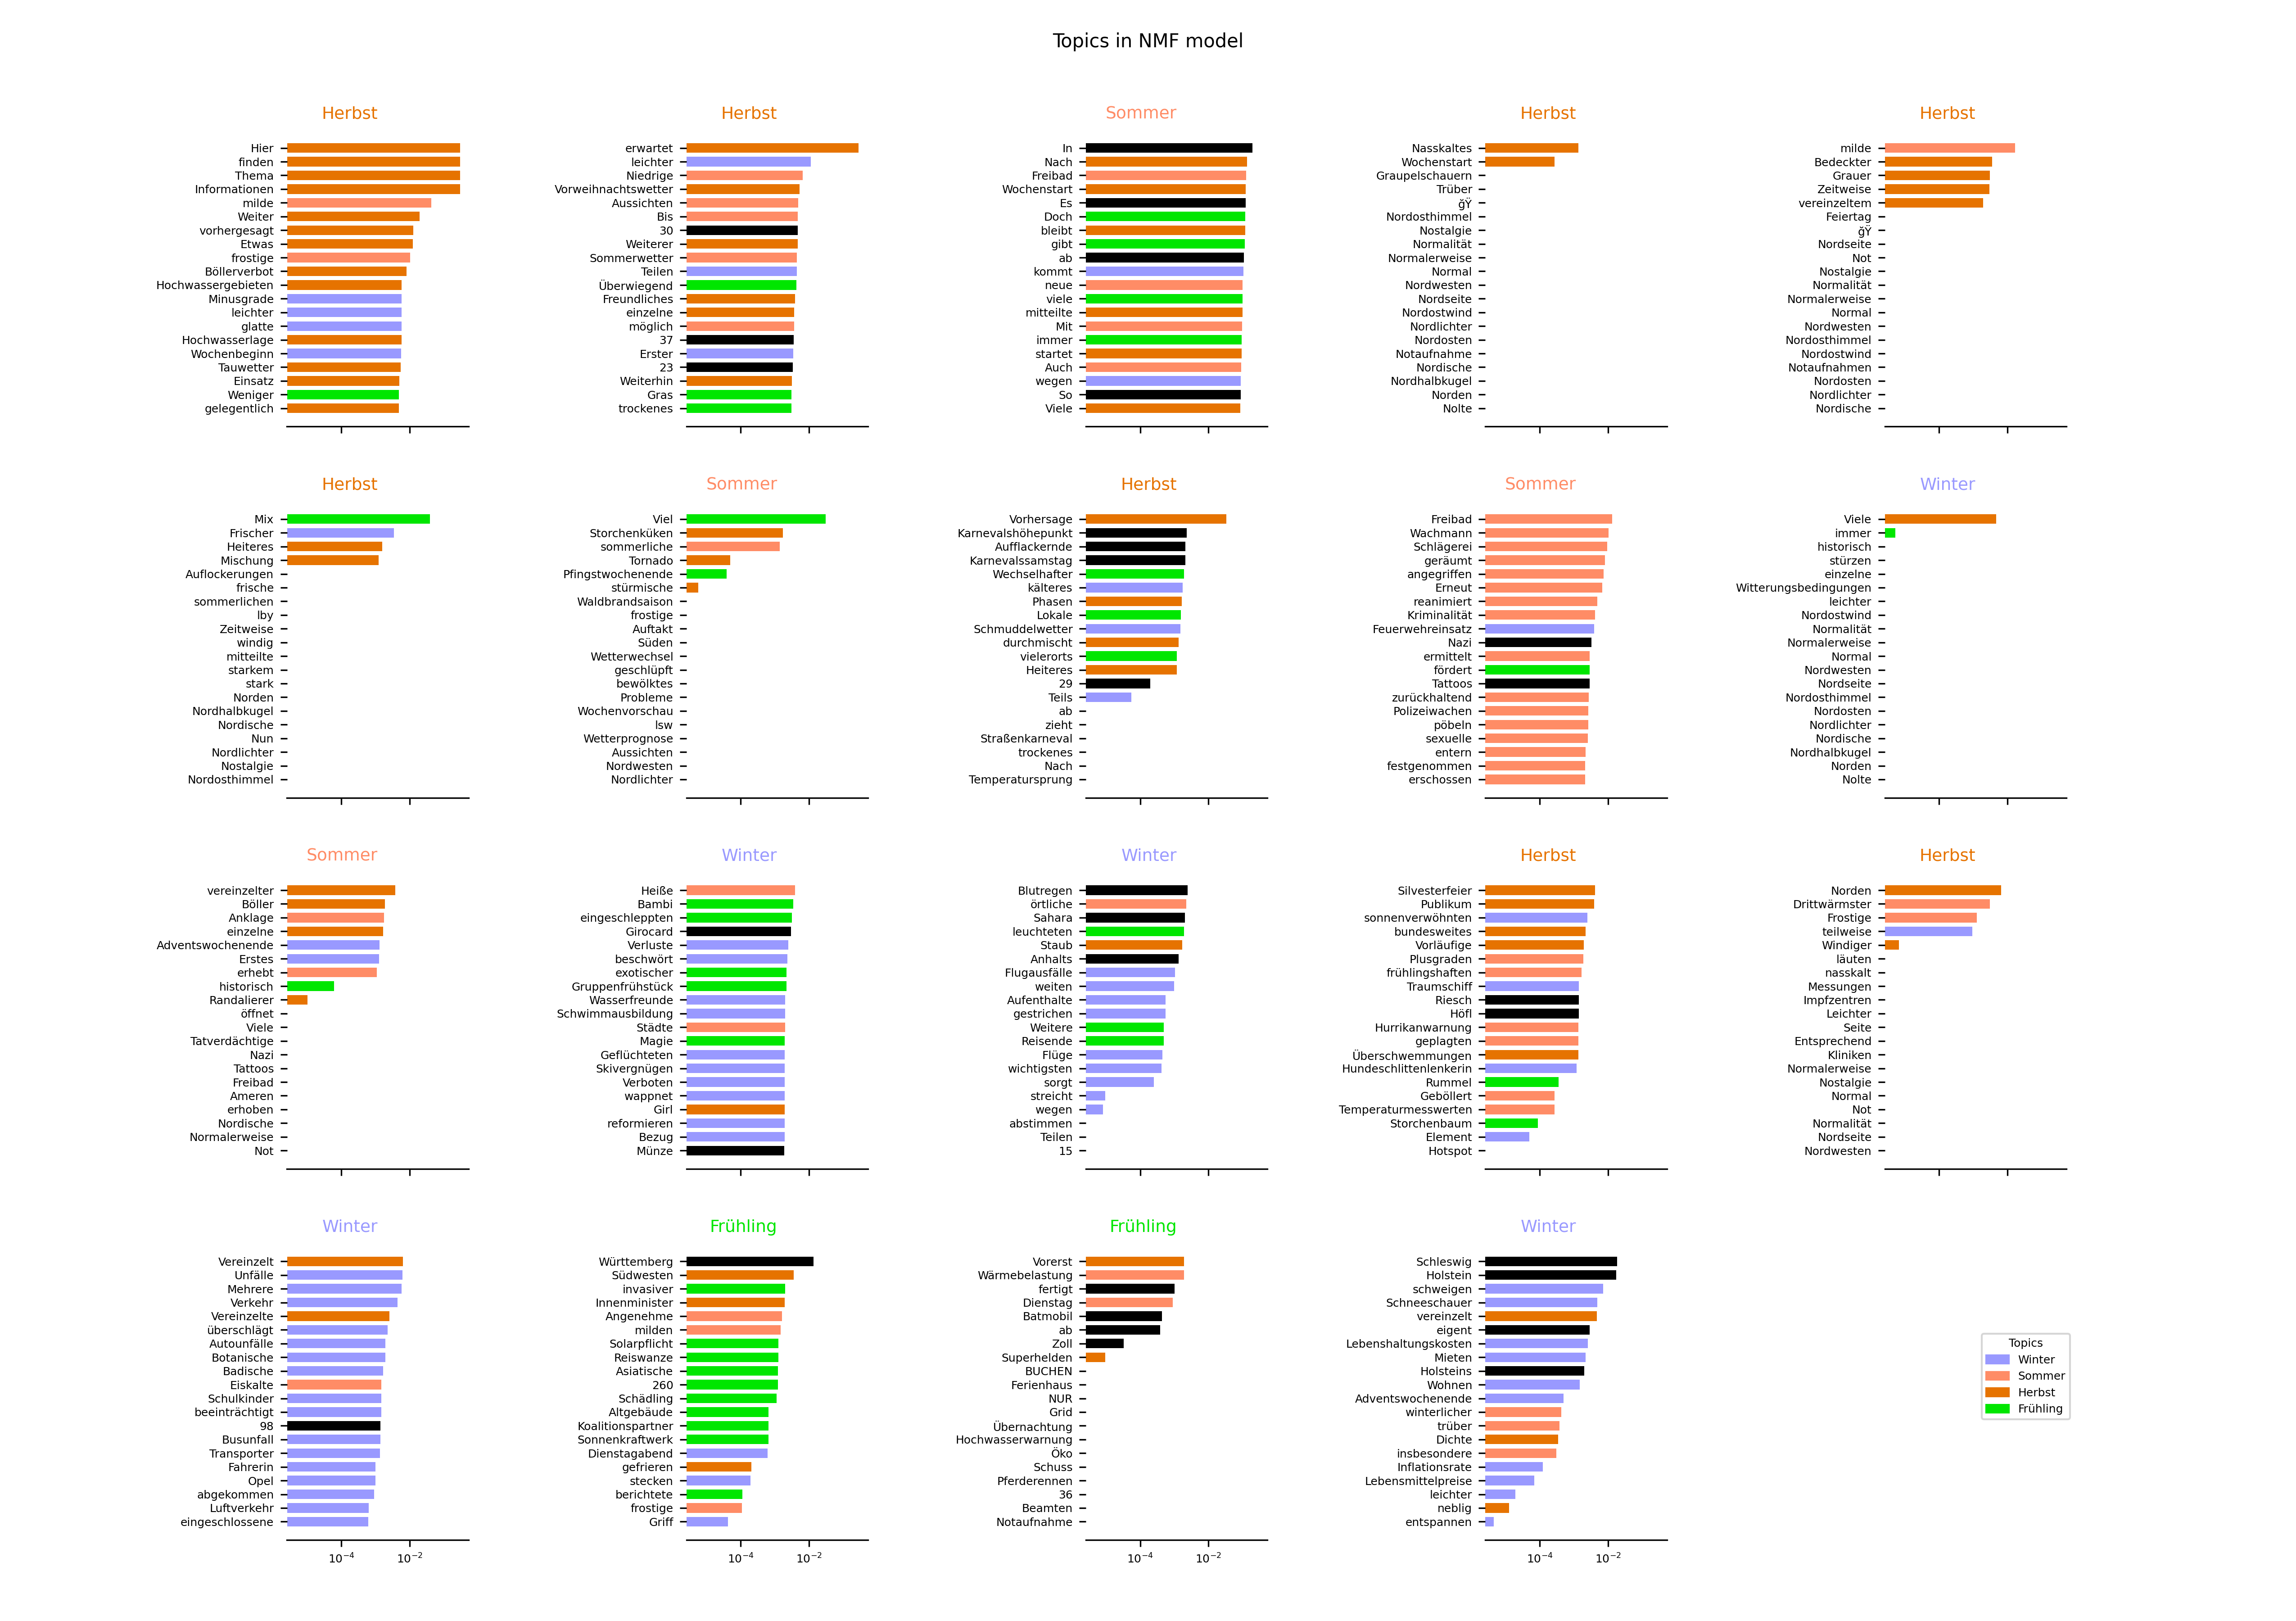 Topics in NMF model
Herbst
Hier
finden
Thema
Informationen
milde
Weiter
vorhergesagt
Etwas
frostige
Böllerverbot
Hochwassergebieten
Minusgrade
leichter
glatte
Hochwasserlage
Wochenbeginn
Tauwetter
Einsatz
Weniger
gelegentlich
Herbst
erwartet
leichter
Niedrige
Vorweihnachtswetter
Aussichten
Bis
30
Weiterer
Sommerwetter
Teilen
Überwiegend
Freundliches
einzelne
möglich
37
Erster
23
Weiterhin
Gras
trockenes
Sommer
In
Nach
Freibad
Wochenstart
Es
Doch
bleibt
gibt
ab
kommt
neue
viele
mitteilte
Mit
immer
startet
Auch
wegen
So
Viele
Herbst
Nasskaltes
Wochenstart
Graupelschauern
Trüber
ğŸ
Nordosthimmel
Nostalgie
Normalität
Normalerweise
Normal
Nordwesten
Nordseite
Nordostwind
Nordlichter
Nordosten
Notaufnahme
Nordische
Nordhalbkugel
Norden
Nolte
Herbst
milde
Bedeckter
Grauer
Zeitweise
vereinzeltem
Feiertag
ğŸ
Nordseite
Not
Nostalgie
Normalität
Normalerweise
Normal
Nordwesten
Nordosthimmel
Nordostwind
Notaufnahmen
Nordosten
Nordlichter
Nordische
Herbst
Mix
Frischer
Heiteres
Mischung
Auflockerungen
frische
sommerlichen
lby
Zeitweise
windig
mitteilte
starkem
stark
Norden
Nordhalbkugel
Nordische
Nun
Nordlichter
Nostalgie
Nordosthimmel
Sommer
Viel
Storchenküken
sommerliche
Tornado
Pfingstwochenende
stürmische
Waldbrandsaison
frostige
Auftakt
Süden
Wetterwechsel
geschlüpft
bewölktes
Probleme
Wochenvorschau
lsw
Wetterprognose
Aussichten
Nordwesten
Nordlichter
Herbst
Vorhersage
Karnevalshöhepunkt
Aufflackernde
Karnevalssamstag
Wechselhafter
kälteres
Phasen
Lokale
Schmuddelwetter
durchmischt
vielerorts
Heiteres
29
Teils
ab
zieht
Straßenkarneval
trockenes
Nach
Temperatursprung
Sommer
Freibad
Wachmann
Schlägerei
geräumt
angegriffen
Erneut
reanimiert
Kriminalität
Feuerwehreinsatz
Nazi
ermittelt
fördert
Tattoos
zurückhaltend
Polizeiwachen
pöbeln
sexuelle
entern
festgenommen
erschossen
Winter
Viele
immer
historisch
stürzen
einzelne
Witterungsbedingungen
leichter
Nordostwind
Normalität
Normalerweise
Normal
Nordwesten
Nordseite
Nordosthimmel
Nordosten
Nordlichter
Nordische
Nordhalbkugel
Norden
Nolte
Sommer
vereinzelter
Böller
Anklage
einzelne
Adventswochenende
Erstes
erhebt
historisch
Randalierer
öffnet
Viele
Tatverdächtige
Nazi
Tattoos
Freibad
Ameren
erhoben
Nordische
Normalerweise
Not
Winter
Heiße
Bambi
eingeschleppten
Girocard
Verluste
beschwört
exotischer
Gruppenfrühstück
Wasserfreunde
Schwimmausbildung
Städte
Magie
Geflüchteten
Skivergnügen
Verboten
wappnet
Girl
reformieren
Bezug
Münze
Winter
Blutregen
örtliche
Sahara
leuchteten
Staub
Anhalts
Flugausfälle
weiten
Aufenthalte
gestrichen
Weitere
Reisende
Flüge
wichtigsten
sorgt
streicht
wegen
abstimmen
Teilen
15
Herbst
Silvesterfeier
Publikum
sonnenverwöhnten
bundesweites
Vorläufige
Plusgraden
frühlingshaften
Traumschiff
Riesch
Höfl
Hurrikanwarnung
geplagten
Überschwemmungen
Hundeschlittenlenkerin
Rummel
Geböllert
Temperaturmesswerten
Storchenbaum
Element
Hotspot
Herbst
Norden
Drittwärmster
Frostige
teilweise
Windiger
läuten
nasskalt
Messungen
Impfzentren
Leichter
Seite
Entsprechend
Kliniken
Normalerweise
Nostalgie
Normal
Not
Normalität
Nordseite
Nordwesten
Winter
Vereinzelt
Unfälle
Mehrere
Verkehr
Vereinzelte
überschlägt
Autounfälle
Botanische
Badische
Eiskalte
Schulkinder
beeinträchtigt
98
Busunfall
Transporter
Fahrerin
Opel
abgekommen
Luftverkehr
eingeschlossene
10⁻⁴ 10⁻²
Frühling
Württemberg
Südwesten
invasiver
Innenminister
Angenehme
milden
Solarpflicht
Reiswanze
Asiatische
260
Schädling
Altgebäude
Koalitionspartner
Sonnenkraftwerk
Dienstagabend
gefrieren
stecken
berichtete
frostige
Griff
10⁻⁴ 10⁻²
Frühling
Vorerst
Wärmebelastung
fertigt
Dienstag
Batmobil
ab
Zoll
Superhelden
BUCHEN
Ferienhaus
NUR
Grid
Übernachtung
Hochwasserwarnung
Öko
Schuss
Pferderennen
36
Beamten
Notaufnahme
10⁻⁴ 10⁻²
Winter
Schleswig
Holstein
schweigen
Schneeschauer
vereinzelt
eigent
Lebenshaltungskosten
Mieten
Holsteins
Wohnen
Adventswochenende
winterlicher
trüber
Dichte
insbesondere
Inflationsrate
Lebensmittelpreise
leichter
neblig
entspannen
10⁻⁴ 10⁻²
Topics
Winter
Sommer
Herbst
Frühling